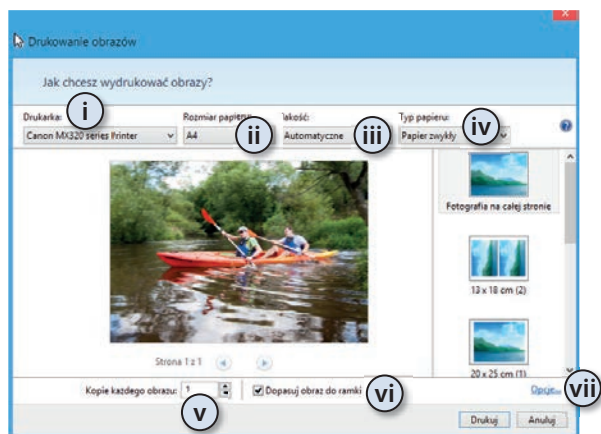 Drukowanie obrazów
Jak chcesz wydrukować obrazy?
Drukarka: i Rozmiar papieru: Jakość: Typ papieru:
Canon MX320 series Printer A4 ii Automatyczne iii Papier zwykły iv
Fotografia na całej stronie
13 x 18 cm (2)
Strona 1 z 1
20 x 25 cm (1)
Kopie każdego obrazu: 1 v Dopasuj obraz do ramki vi Opcje... vii
Drukuj Anuluj